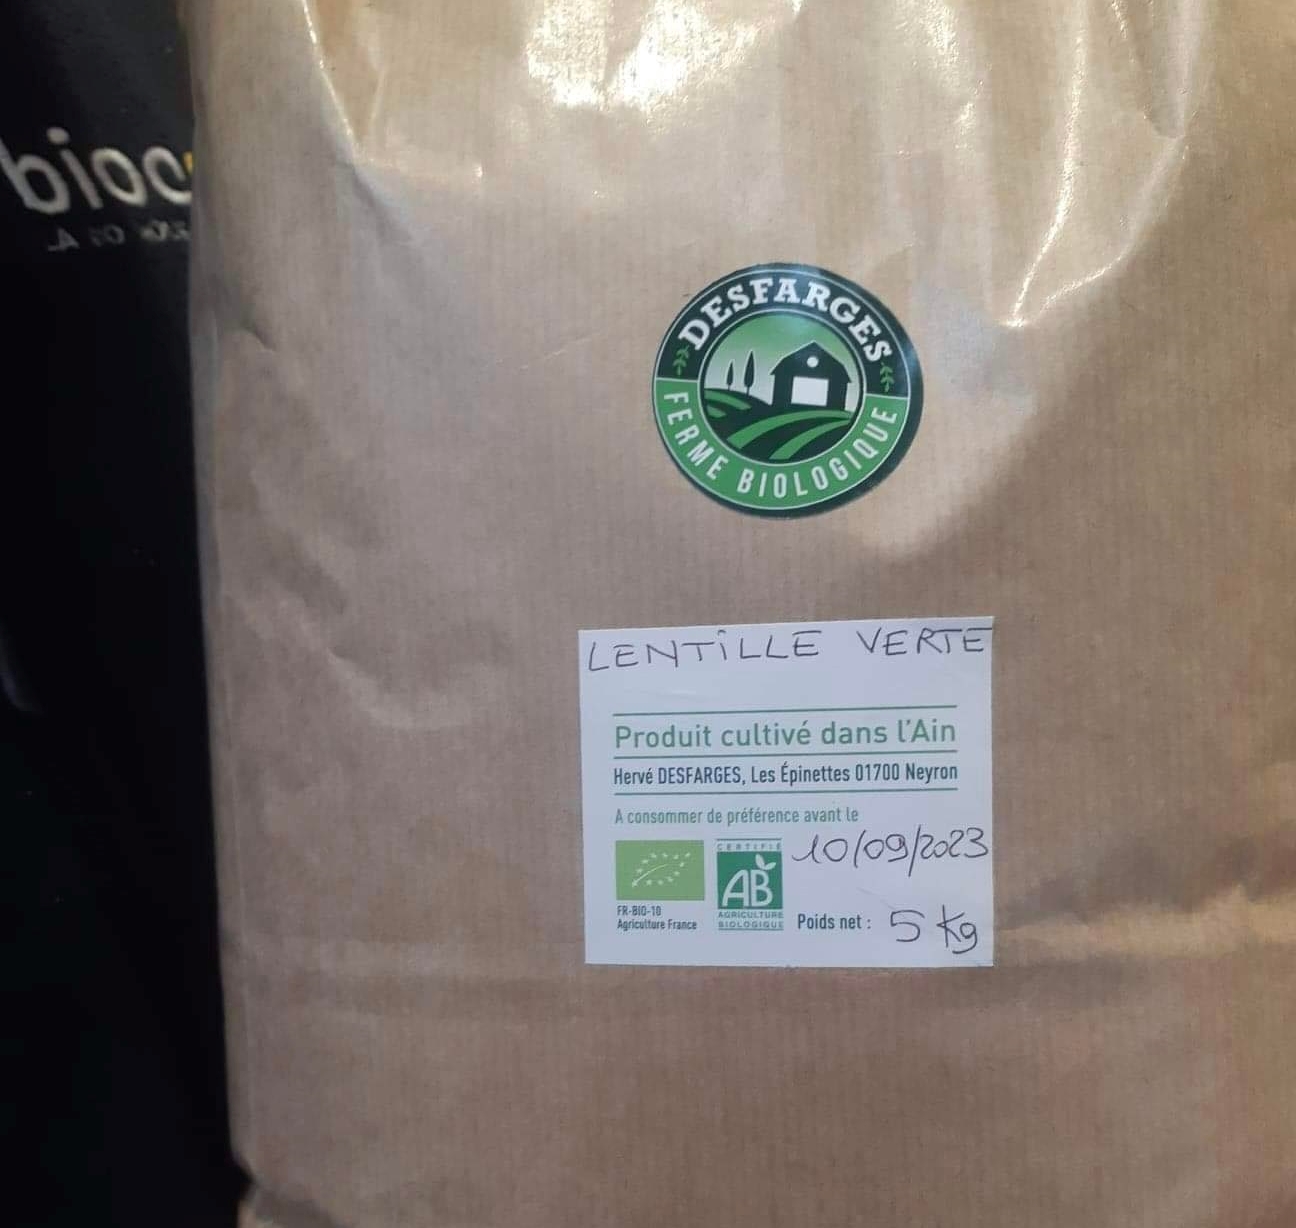 DESFARGES
FERME BIOLOGIQUE
LENTILLE VERTE
Produit cultivé dans l'Ain
Hervé DESFARGES, Les Épinettes 01700 Neyron
A consommer de préférence avant le
10/09/2023
CERTIFIÉ
AB
AGRICULTURE
BIOLOGIQUE
FR-BIO-10
Agriculture France
Poids net : 5 Kg